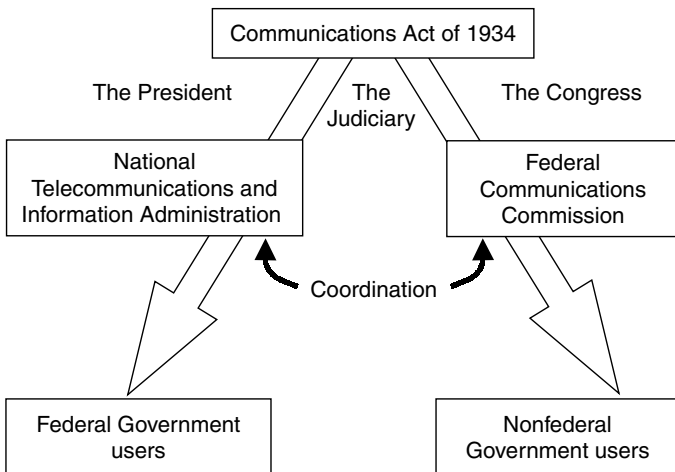 Communications Act of 1934
The President
The
Judiciary
The Congress
National
Telecommunications and
Information Administration
Federal
Communications
Commission
Coordination
Federal Government
users
Nonfederal
Government users